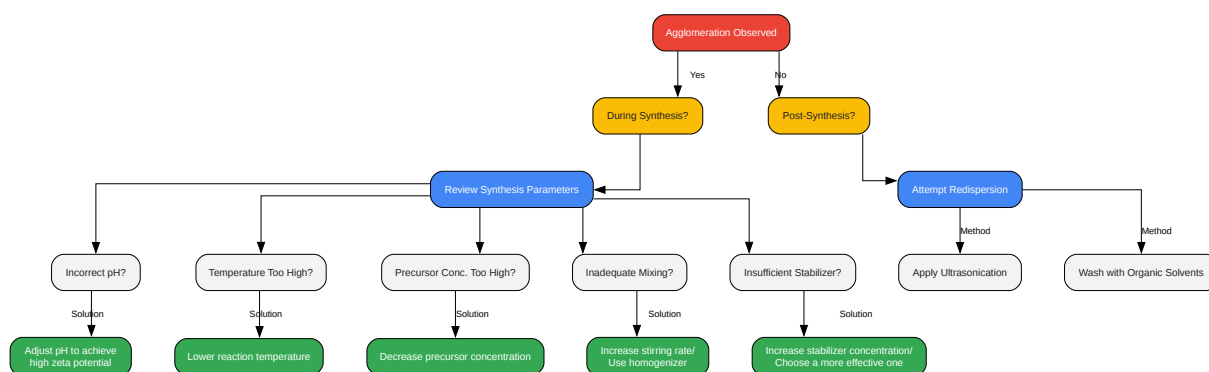 Agglomeration Observed
Yes
No
During Synthesis?
Post-Synthesis?
Review Synthesis Parameters
Attempt Redispersion
Method
Method
Incorrect pH?
Temperature Too High?
Precursor Conc. Too High?
Inadequate Mixing?
Insufficient Stabilizer?
Apply Ultrasonication
Wash with Organic Solvents
Solution
Solution
Solution
Solution
Solution
Adjust pH to achieve
high zeta potential
Lower reaction temperature
Decrease precursor concentration
Increase stirring rate/
Use homogenizer
Increase stabilizer concentration/
Choose a more effective one